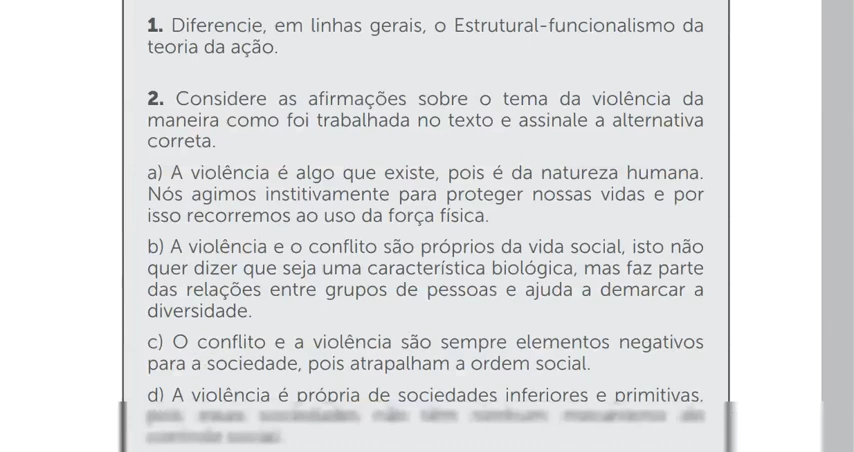 1. Diferencie, em linhas gerais, o Estrutural-funcionalismo da
teoria da ação.
2. Considere as afirmações sobre o tema da violência da
maneira como foi trabalhada no texto e assinale a alternativa
correta.
a) A violência é algo que existe, pois é da natureza humana.
Nós agimos institivamente para proteger nossas vidas e por
isso recorremos ao uso da força física.
b) A violência e o conflito são próprios da vida social, isto não
quer dizer que seja uma característica biológica, mas faz parte
das relações entre grupos de pessoas e ajuda a demarcar a
diversidade.
c) O conflito e a violência são sempre elementos negativos
para a sociedade, pois atrapalham a ordem social.
d) A violência é própria de sociedades inferiores e primitivas,